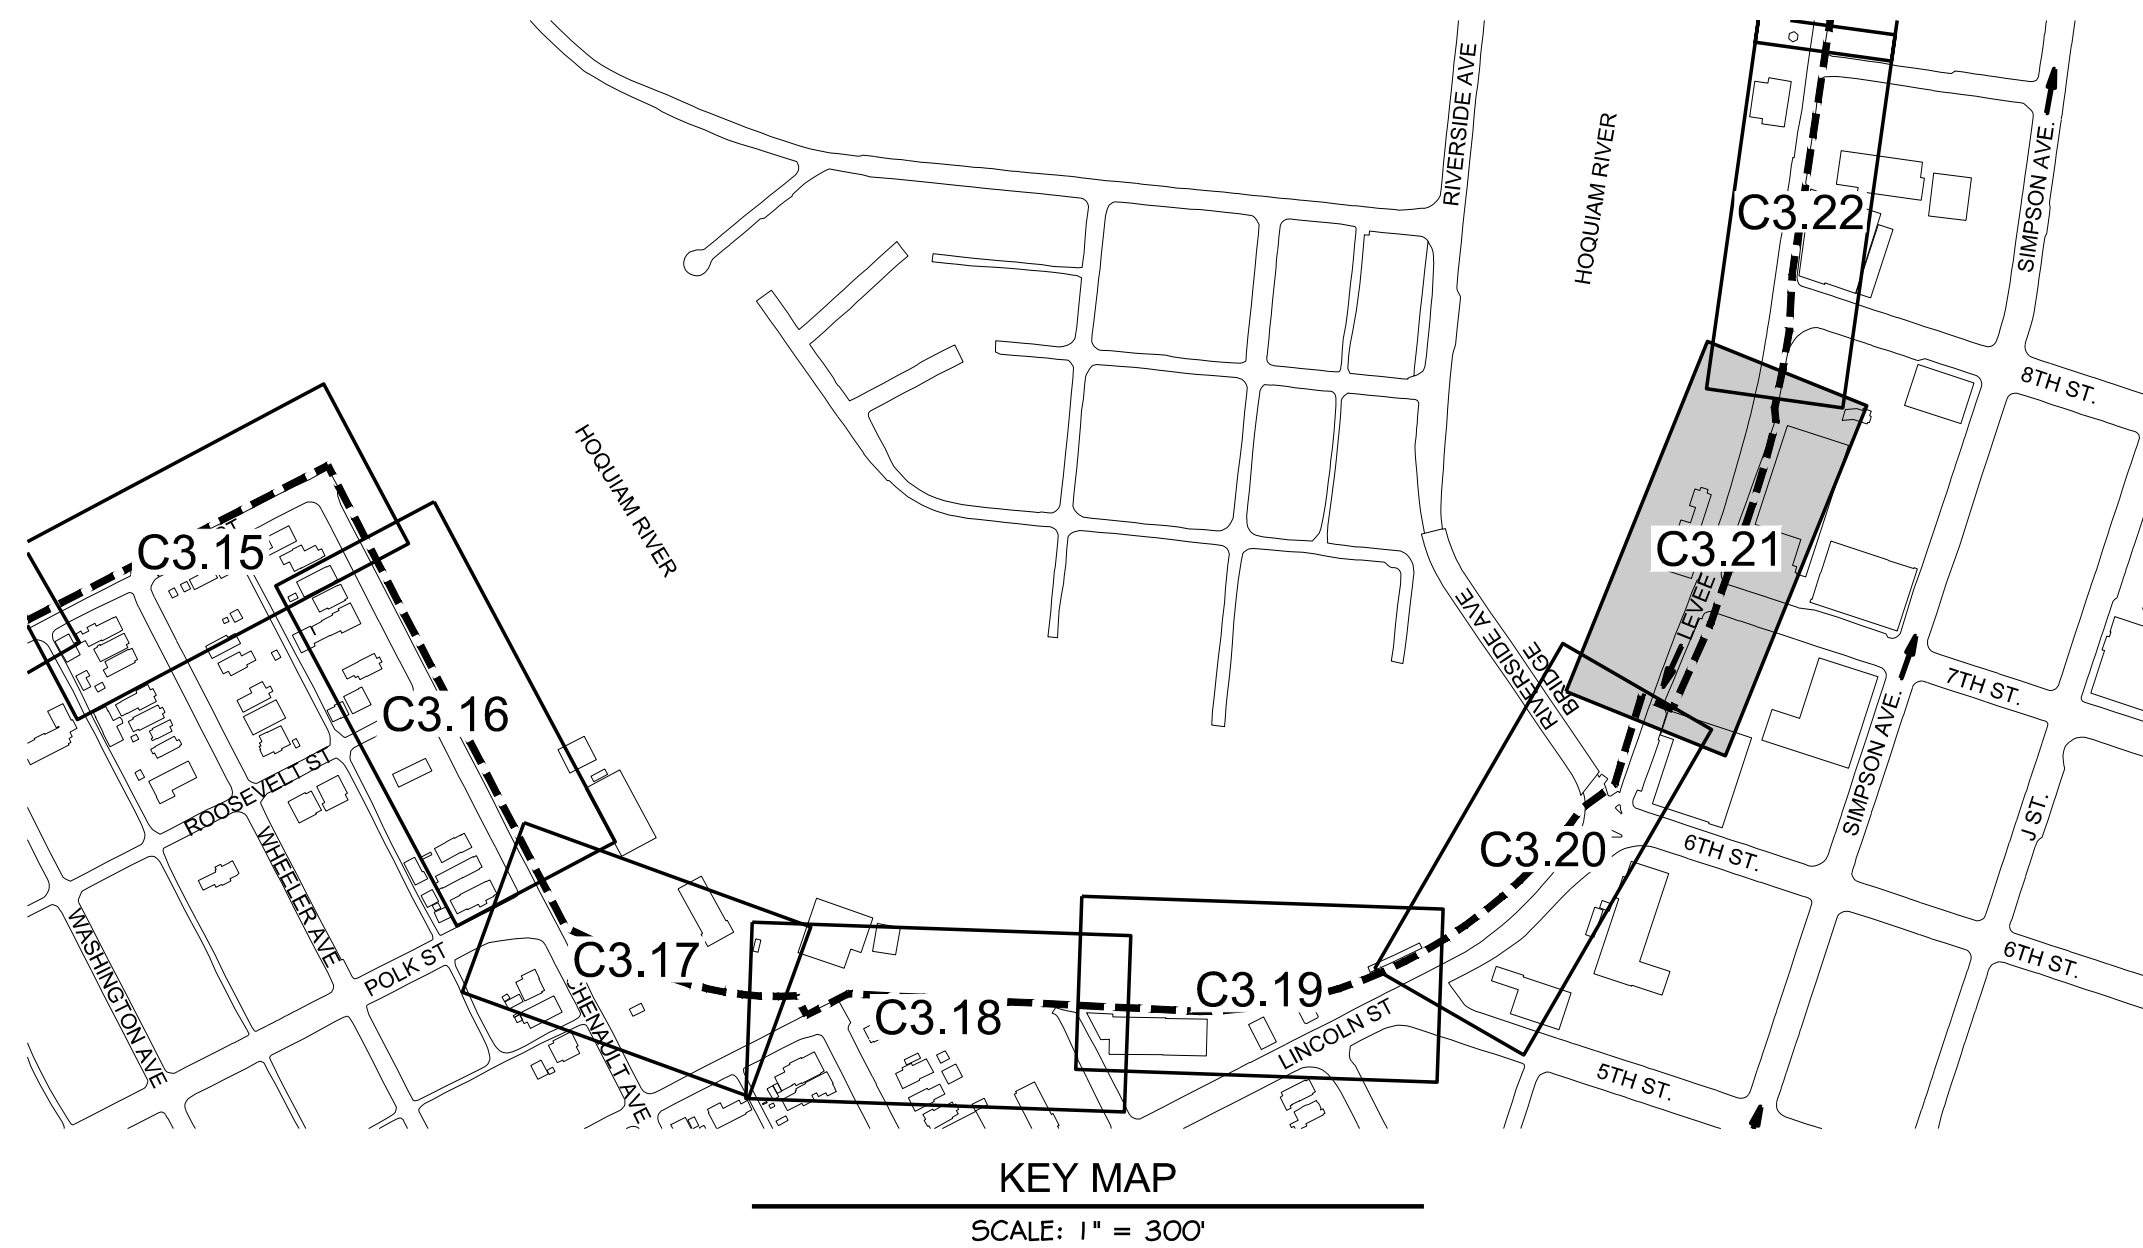 RIVERSIDE AVE
HOQUIAM RIVER
SIMPSON AVE.
C3.22
8TH ST.
HOQUIAM RIVER
C3.15
ST
C3.21
LEVEE
RIVERSIDE AVE
RIVERSIDE
BRIDGE
7TH ST.
C3.16
SIMPSON AVE.
ROOSEVELT ST
J ST.
C3.20
6TH ST.
WHEELER AVE
WASHINGTON AVE
POLK ST
C3.17
6TH ST.
C3.19
C3.18
CHENAULT AVE
LINCOLN ST
5TH ST.
KEY MAP
SCALE: 1" = 300'